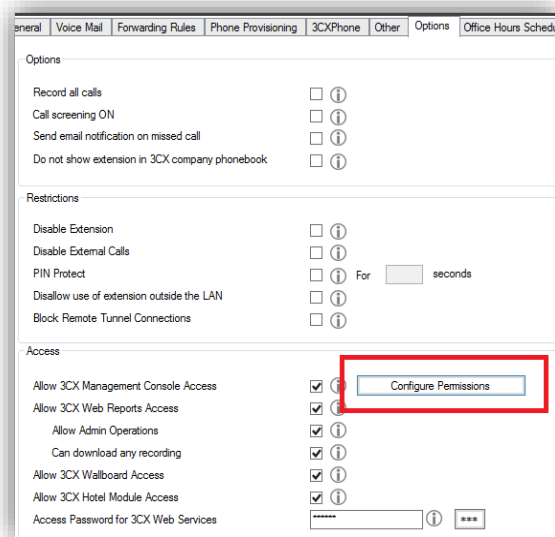 eneral Voice Mail Forwarding Rules Phone Provisioning 3CXPhone Other Options Office Hours Schedu
Options
Record all calls
Call screening ON
Send email notification on missed call
Do not show extension in 3CX company phonebook
Restrictions
Disable Extension
Disable External Calls
PIN Protect For seconds
Disallow use of extension outside the LAN
Block Remote Tunnel Connections
Access
Allow 3CX Management Console Access Configure Permissions
Allow 3CX Web Reports Access
Allow Admin Operations
Can download any recording
Allow 3CX Wallboard Access
Allow 3CX Hotel Module Access
Access Password for 3CX Web Services ****** ***